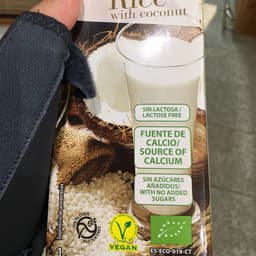 Rice
with coconut
SIN LACTOSA /
LACTOSE FREE
FUENTE DE
CALCIO/
SOURCE OF
CALCIUM
SIN AZÚCARES
AÑADIDOS/
WITH NO ADDED
SUGARS
VEGAN
ES-ECO-019-CT